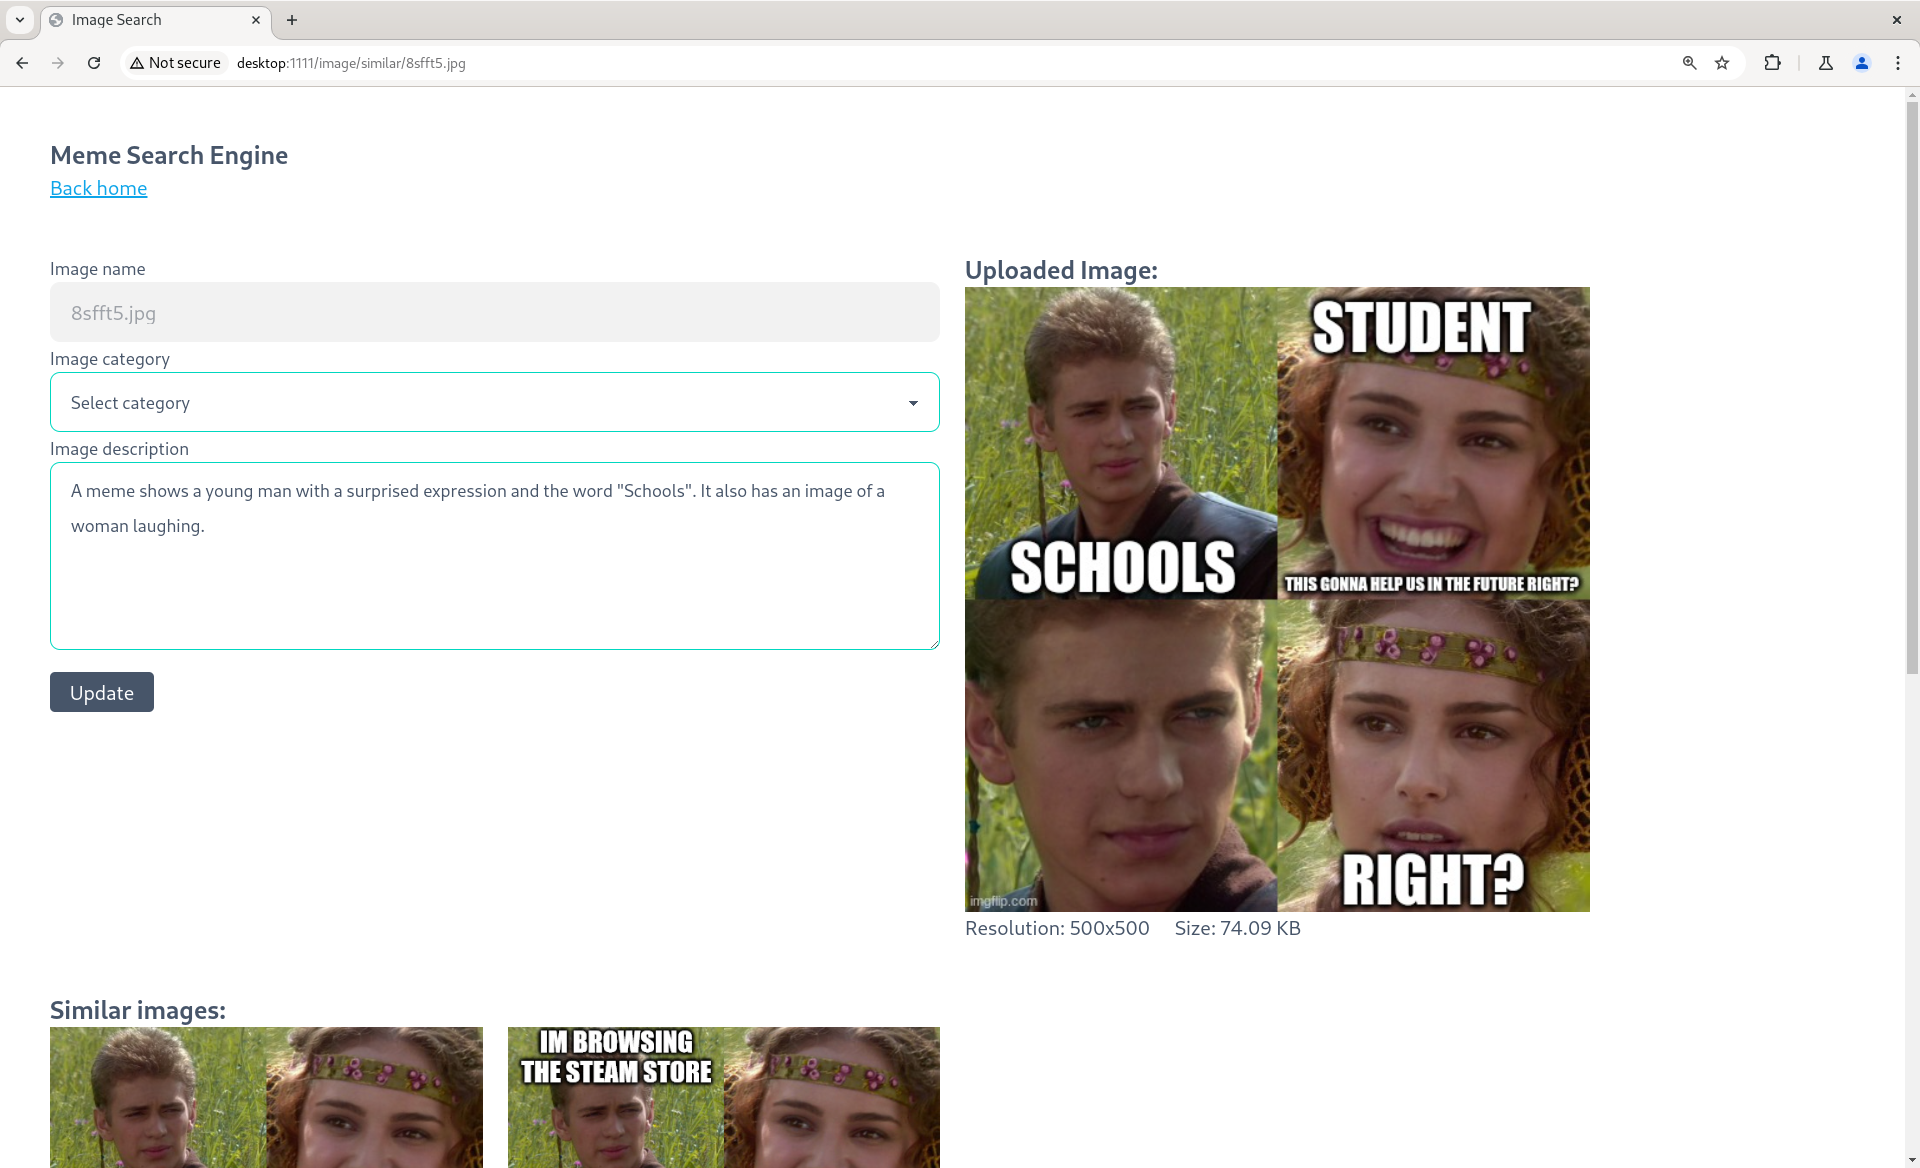 Image Search
Not secure
desktop:1111/image/similar/8sfft5.jpg
Meme Search Engine
Back home
Image name
8sfft5.jpg
Image category
Select category
Image description
A meme shows a young man with a surprised expression and the word "Schools". It also has an image of a
woman laughing.
Update
Uploaded Image:
STUDENT
SCHOOLS
THIS GONNA HELP US IN THE FUTURE RIGHT?
RIGHT?
imgflip.com
Resolution: 500x500 Size: 74.09 KB
Similar images:
IM BROWSING
THE STEAM STORE